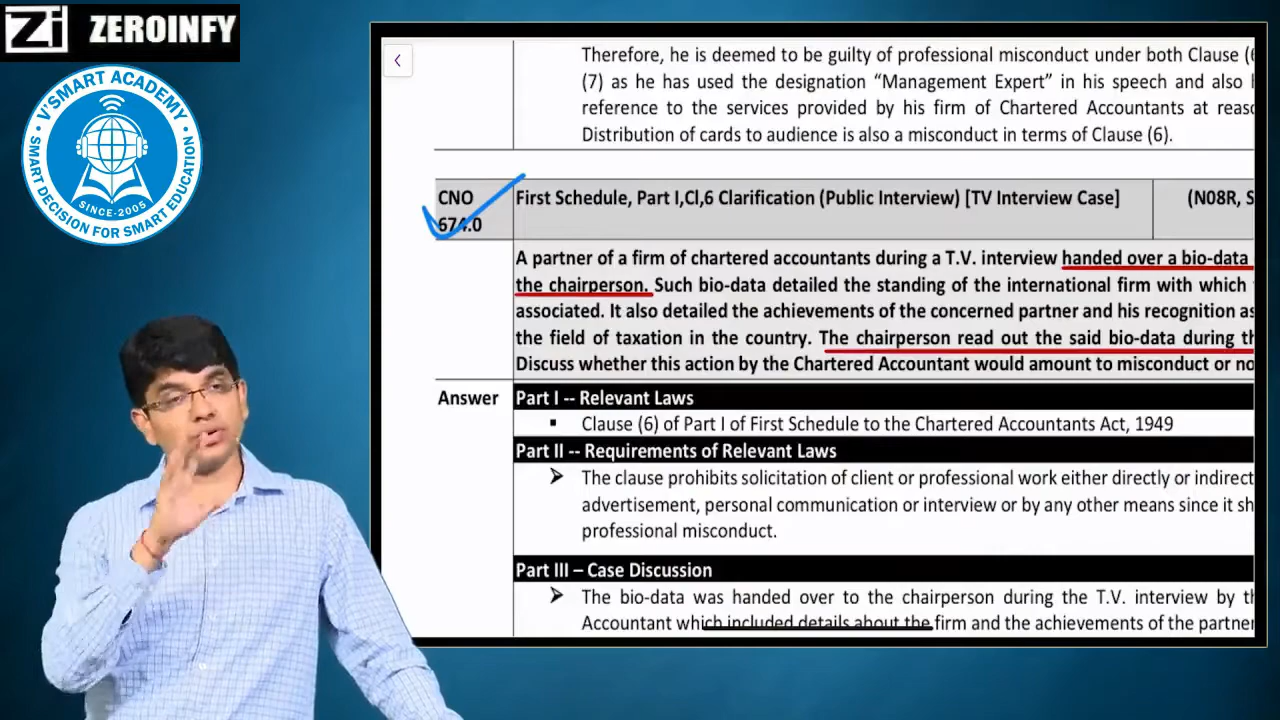 Zi ZEROINFY
V'SMART ACADEMY
SINCE-2005
SMART DECISION FOR SMART EDUCATION
Therefore, he is deemed to be guilty of professional misconduct under both Clause
(7) as he has used the designation “Management Expert” in his speech and also
reference to the services provided by his firm of Chartered Accountants at
Distribution of cards to audience is also a misconduct in terms of Clause (6).
CNO
674.0
First Schedule, Part I,Cl,6 Clarification (Public Interview) [TV Interview Case]
(N08R, S
A partner of a firm of chartered accountants during a T.V. interview handed over a bio-data
the chairperson. Such bio-data detailed the standing of the international firm with which
associated. It also detailed the achievements of the concerned partner and his recognition as
the field of taxation in the country. The chairperson read out the said bio-data during
Discuss whether this action by the Chartered Accountant would amount to misconduct or
Answer
Part I -- Relevant Laws
▪ Clause (6) of Part I of First Schedule to the Chartered Accountants Act, 1949
Part II -- Requirements of Relevant Laws
➢ The clause prohibits solicitation of client or professional work either directly or
advertisement, personal communication or interview or by any other means since it
professional misconduct.
Part III – Case Discussion
➢ The bio-data was handed over to the chairperson during the T.V. interview by
Accountant which included details about the firm and the achievements of the partner